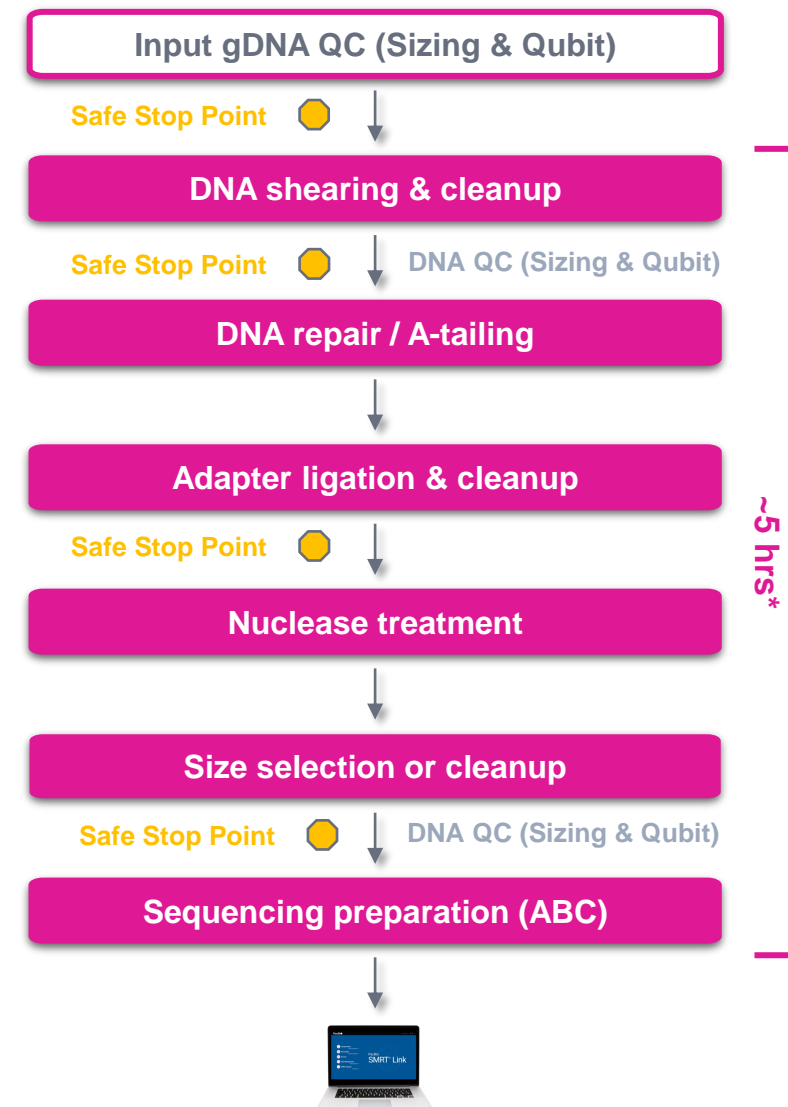 Input gDNA QC (Sizing & Qubit)
Safe Stop Point
DNA shearing & cleanup
Safe Stop Point
DNA QC (Sizing & Qubit)
DNA repair / A-tailing
Adapter ligation & cleanup
Safe Stop Point
~5 hrs*
Nuclease treatment
Size selection or cleanup
Safe Stop Point
DNA QC (Sizing & Qubit)
Sequencing preparation (ABC)
SMRT® Link